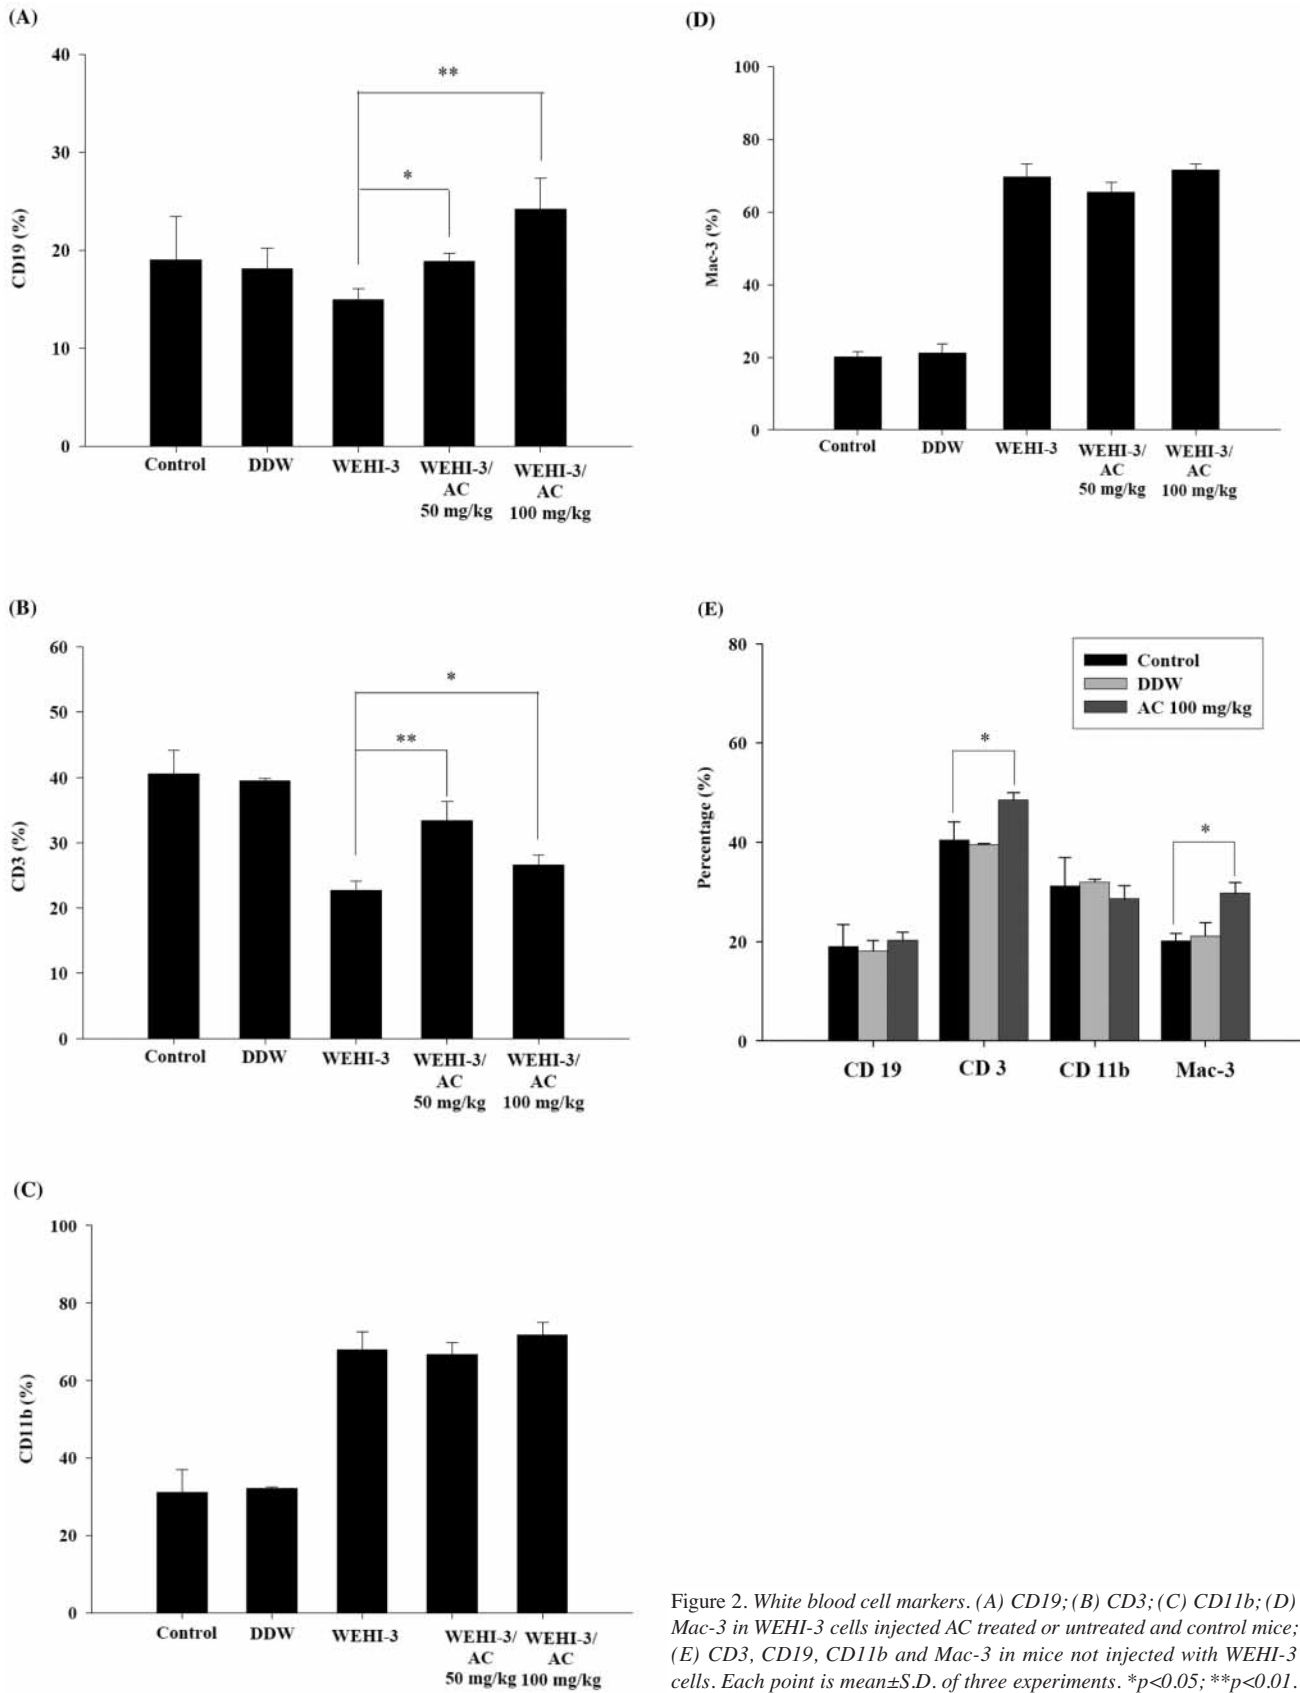 (A)
40
30
20
10
0
CD19 (%)
*
**
Control DDW WEHI-3 WEHI-3/ WEHI-3/
AC AC
50 mg/kg 100 mg/kg
(B)
60
50
40
30
20
10
0
CD3 (%)
**
*
Control DDW WEHI-3 WEHI-3/ WEHI-3/
AC AC
50 mg/kg 100 mg/kg
(C)
100
80
60
40
20
0
CD11b (%)
Control DDW WEHI-3 WEHI-3/ WEHI-3/
AC AC
50 mg/kg 100 mg/kg
(D)
100
80
60
40
20
0
Mac-3 (%)
Control DDW WEHI-3 WEHI-3/ WEHI-3/
AC AC
50 mg/kg 100 mg/kg
(E)
80
60
40
20
0
Percentage (%)
Control
DDW
AC 100 mg/kg
*
*
CD 19 CD 3 CD 11b Mac-3
Figure 2. White blood cell markers. (A) CD19; (B) CD3; (C) CD11b; (D)
Mac-3 in WEHI-3 cells injected AC treated or untreated and control mice;
(E) CD3, CD19, CD11b and Mac-3 in mice not injected with WEHI-3
cells. Each point is mean±S.D. of three experiments. *p<0.05; **p<0.01.